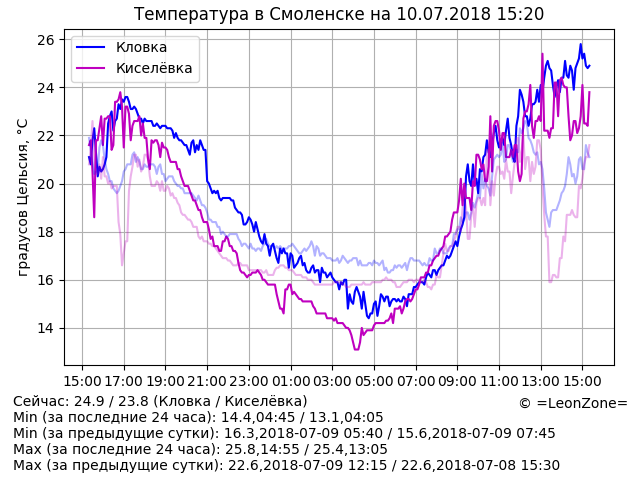 Температура в Смоленске на 10.07.2018 15:20
Кловка
Киселёвка
градусов Цельсия, °C
26
24
22
20
18
16
14
15:00 17:00 19:00 21:00 23:00 01:00 03:00 05:00 07:00 09:00 11:00 13:00 15:00
Сейчас: 24.9 / 23.8 (Кловка / Киселёвка)
© =LeonZone=
Min (за последние 24 часа): 14.4,04:45 / 13.1,04:05
Min (за предыдущие сутки): 16.3,2018-07-09 05:40 / 15.6,2018-07-09 07:45
Max (за последние 24 часа): 25.8,14:55 / 25.4,13:05
Max (за предыдущие сутки): 22.6,2018-07-09 12:15 / 22.6,2018-07-08 15:30